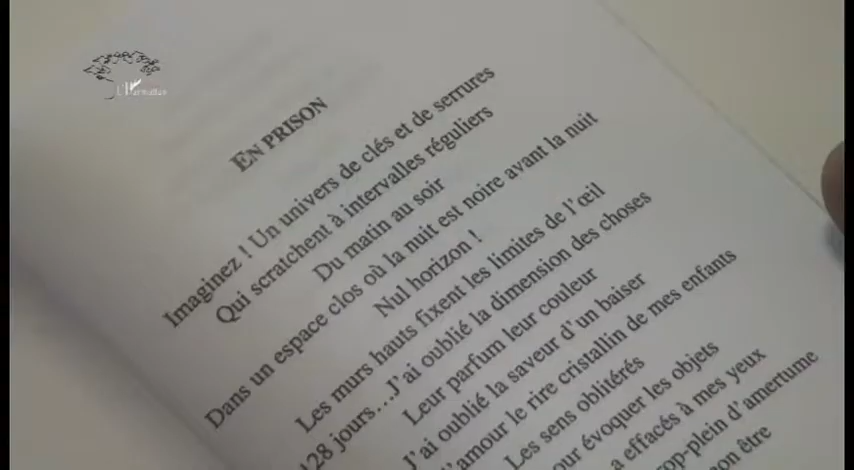 L'Harmattan
EN PRISON
Imaginez ! Un univers de clés et de serrures
Qui scratchent à intervalles réguliers
Du matin au soir
Dans un espace clos où la nuit est noire avant la nuit
Nul horizon !
Les murs hauts fixent les limites de l'œil
128 jours…J'ai oublié la dimension des choses
Leur parfum leur couleur
J'ai oublié la saveur d'un baiser
l'amour le rire cristallin de mes enfants
Les sens oblitérés
évoquer les objets
effacés à mes yeux
d'amertume
être